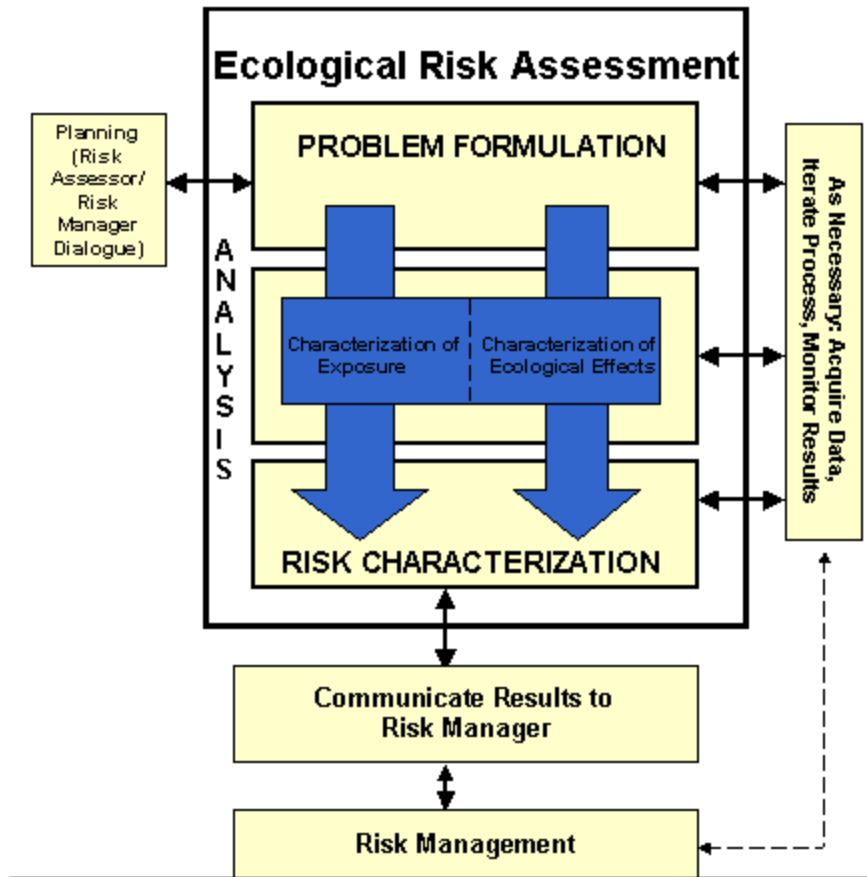 Ecological Risk Assessment
Planning
(Risk
Assessor/
Risk
Manager
Dialogue)
PROBLEM FORMULATION
ANALYSIS
Characterization of
Exposure
Characterization of
Ecological Effects
RISK CHARACTERIZATION
As Necessary: Acquire Data,
Iterate Process, Monitor Results
Communicate Results to
Risk Manager
Risk Management